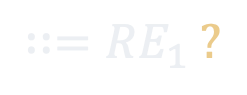 ::= RE₁ ?